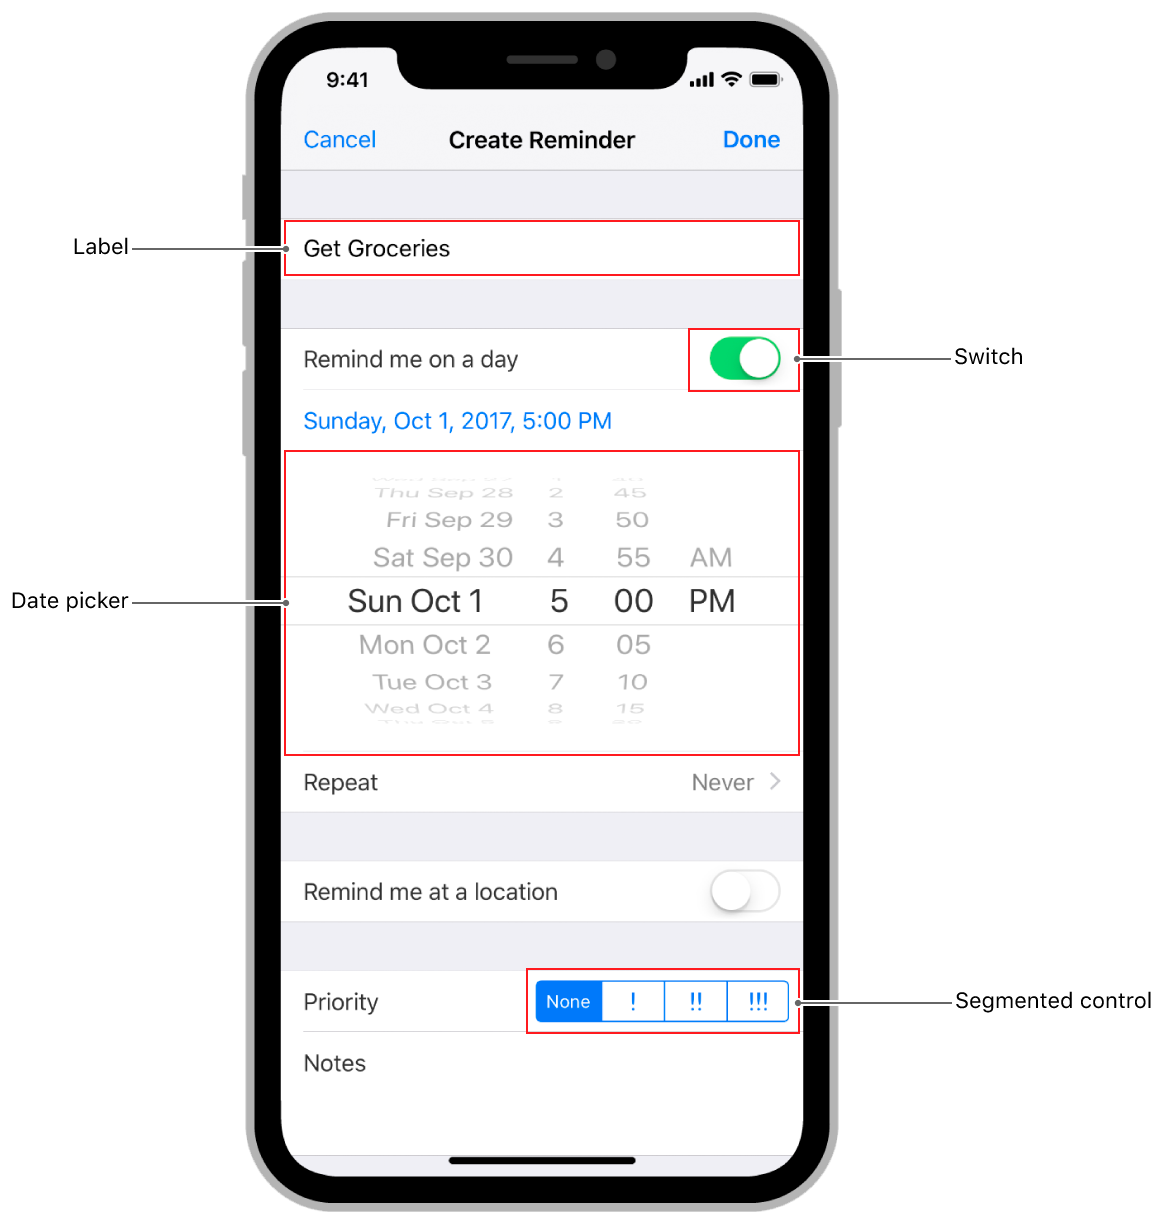 9:41
Cancel Create Reminder Done
Label
Get Groceries
Remind me on a day
Switch
Sunday, Oct 1, 2017, 5:00 PM
Thu Sep 28 2 45
Fri Sep 29 3 50
Sat Sep 30 4 55 AM
Date picker
Sun Oct 1 5 00 PM
Mon Oct 2 6 05
Tue Oct 3 7 10
Wed Oct 4 8 15
Repeat Never
Remind me at a location
Priority None ! !! !!!
Segmented control
Notes